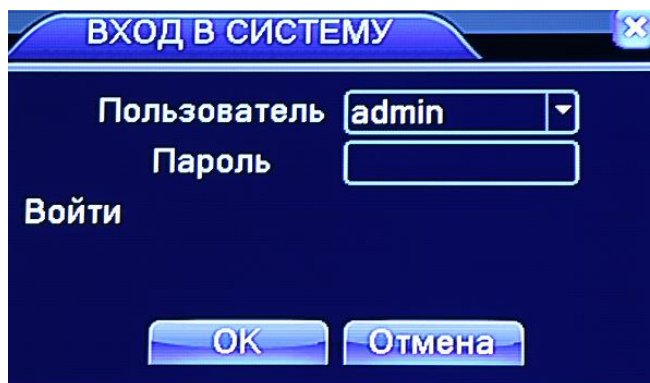 ВХОД В СИСТЕМУ
Пользователь admin
Пароль
Войти
OK Отмена